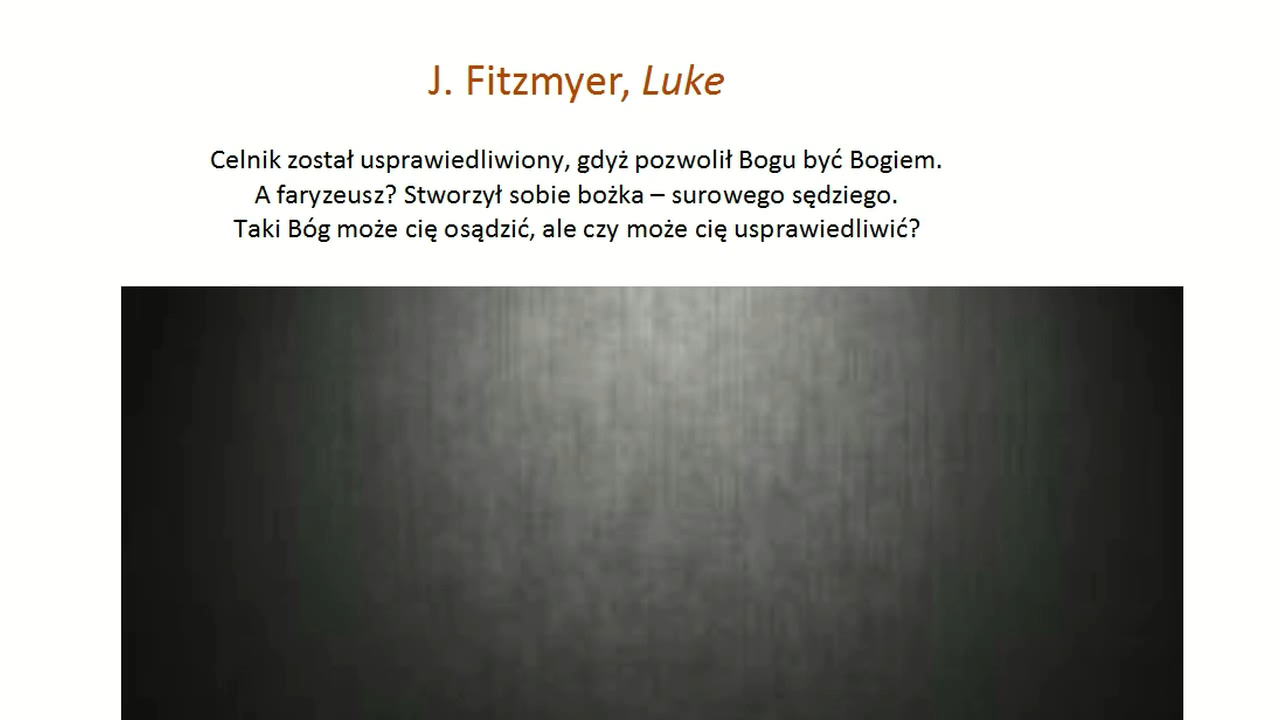 J. Fitzmyer, Luke
Celnik został usprawiedliwiony, gdyż pozwolił Bogu być Bogiem.
A faryzeusz? Stworzył sobie bożka – surowego sędziego.
Taki Bóg może cię osądzić, ale czy może cię usprawiedliwić?